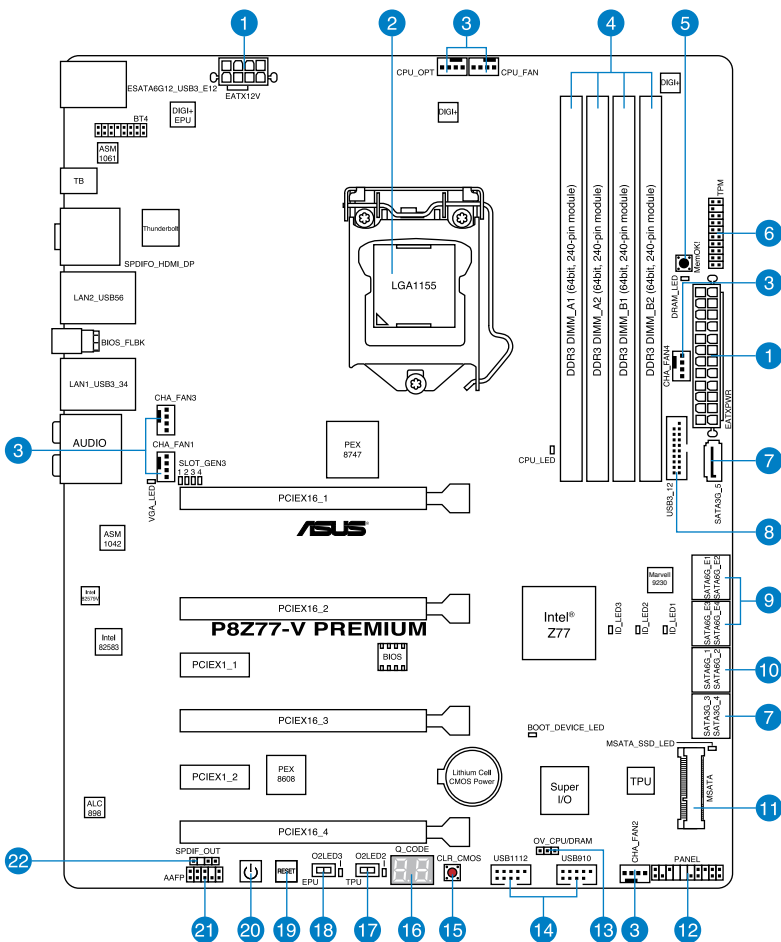 1
2
3
4
5
CPU_OPT
CPU_FAN
ESATA6G12_USB3_E12
EATX12V
DIGI+
EPU
DIGI+
DIGI+
BT4
ASM
1061
TB
Thunderbolt
SPDIFO_HDMI_DP
LAN2_USB56
BIOS_FLBK
LAN1_USB3_34
AUDIO
LGA1155
DDR3 DIMM_A1 (64bit, 240-pin module)
DDR3 DIMM_A2 (64bit, 240-pin module)
DDR3 DIMM_B1 (64bit, 240-pin module)
DDR3 DIMM_B2 (64bit, 240-pin module)
TPM
6
MemOK!
DRAM_LED
3
CHA_FAN4
1
EATXPWR
CHA_FAN3
3
CHA_FAN1
SLOT_GEN3
1 2 3 4
VGA_LED
PEX
8747
CPU_LED
USB3_12
SATA3G_5
7
8
PCIEX16_1
ASUS
ASM
1042
Intel
82579V
Intel
82583
PCIEX16_2
P8Z77-V PREMIUM
PCIEX1_1
BIOS
Intel®
Z77
Marvell
9230
ID_LED3
ID_LED2
ID_LED1
SATA6G_E1
SATA6G_E2
SATA6G_E3
SATA6G_E4
9
SATA6G_1
SATA6G_2
10
SATA3G_3
SATA3G_4
7
PCIEX16_3
BOOT_DEVICE_LED
MSATA_SSD_LED
PCIEX1_2
PEX
8608
Lithium Cell
CMOS Power
Super
I/O
TPU
MSATA
11
ALC
898
PCIEX16_4
22
SPDIF_OUT
AAFP
RESET
O2LED3
EPU
O2LED2
TPU
Q_CODE
CLR_CMOS
USB1112
OV_CPU/DRAM
USB910
CHA_FAN2
PANEL
21
20
19
18
17
16
15
14
13
3
12